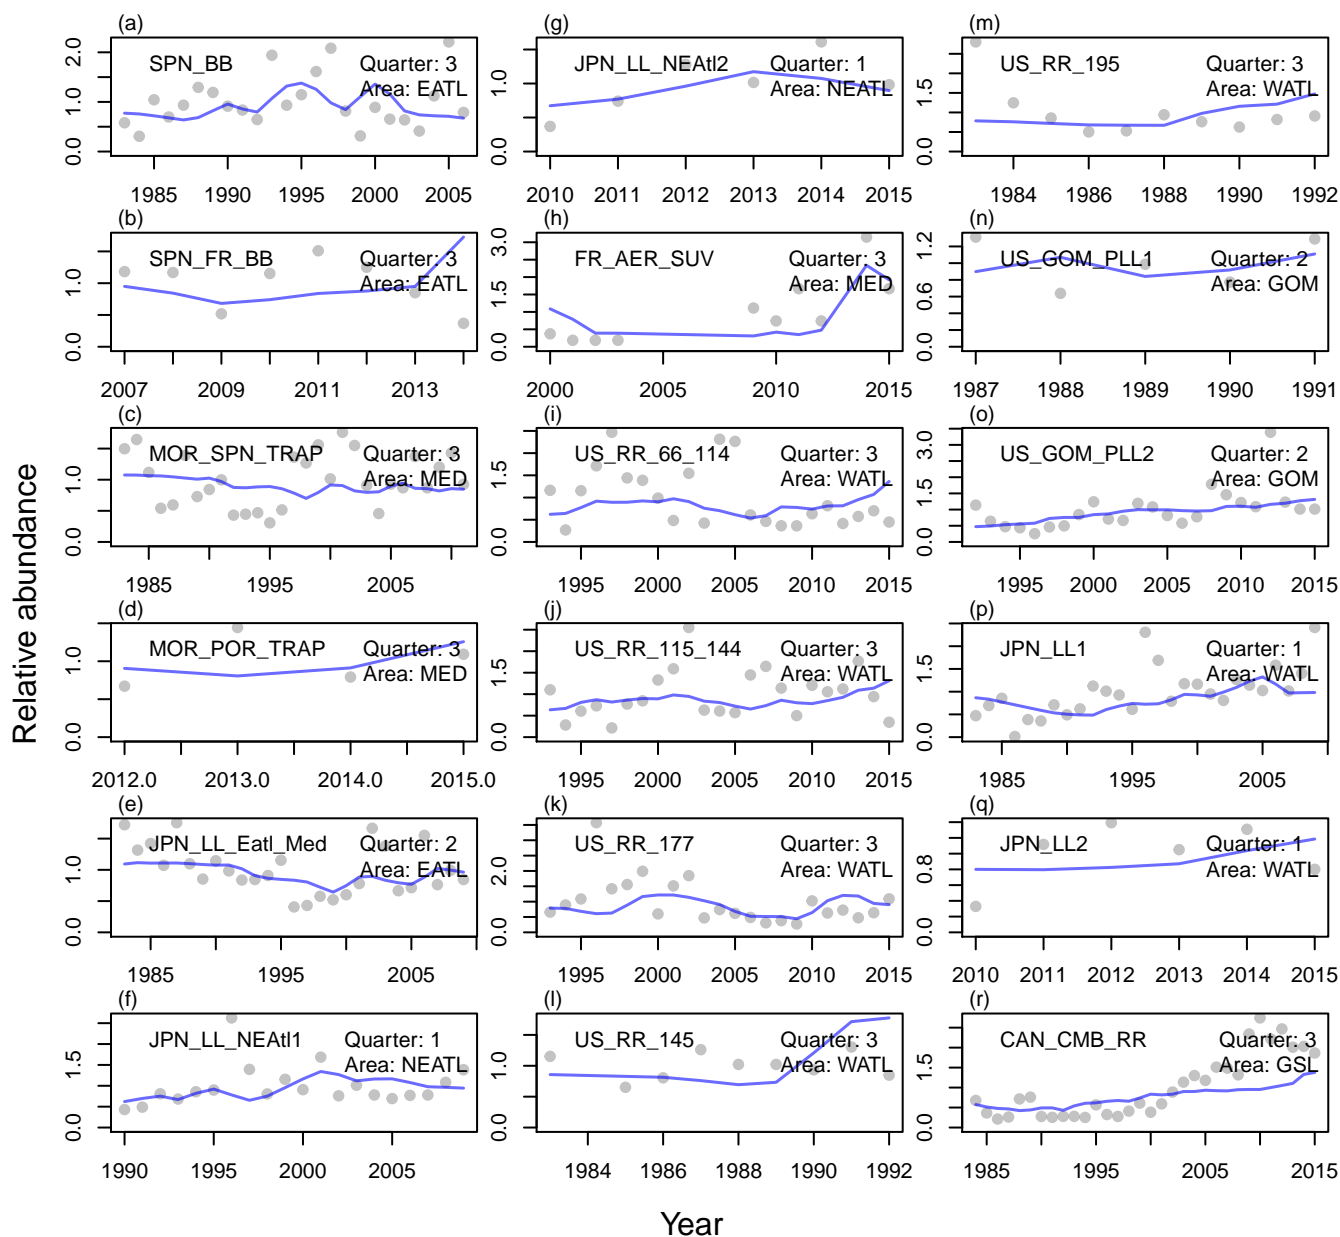 (a)
SPN_BB
Quarter: 3
Area: EATL
0.0 1.0 2.0
1985 1990 1995 2000 2005
(b)
SPN_FR_BB
Quarter: 3
Area: EATL
0.0 1.0
2007 2009 2011 2013
(c)
MOR_SPN_TRAP
Quarter: 3
Area: MED
0.0 1.0
1985 1995 2005
(d)
MOR_POR_TRAP
Quarter: 3
Area: MED
0.0 1.0
2012.0 2013.0 2014.0 2015.0
(e)
JPN_LL_Eatl_Med
Quarter: 2
Area: EATL
0.0 1.0
1985 1995 2005
(f)
JPN_LL_NEAtl1
Quarter: 1
Area: NEATL
0.0 1.5
1990 1995 2000 2005
(g)
JPN_LL_NEAtl2
Quarter: 1
Area: NEATL
0.0 1.0
2010 2011 2012 2013 2014 2015
(h)
FR_AER_SUV
Quarter: 3
Area: MED
0.0 1.5 3.0
2000 2005 2010 2015
(i)
US_RR_66_114
Quarter: 3
Area: WATL
0.0 1.5
1995 2000 2005 2010 2015
(j)
US_RR_115_144
Quarter: 3
Area: WATL
0.0 1.5
1995 2000 2005 2010 2015
(k)
US_RR_177
Quarter: 3
Area: WATL
0.0 2.0
1995 2000 2005 2010 2015
(l)
US_RR_145
Quarter: 3
Area: WATL
0.0 1.0
1984 1986 1988 1990 1992
(m)
US_RR_195
Quarter: 3
Area: WATL
0.0 1.5
1984 1986 1988 1990 1992
(n)
US_GOM_PLL1
Quarter: 2
Area: GOM
0.0 0.6 1.2
1987 1988 1989 1990 1991
(o)
US_GOM_PLL2
Quarter: 2
Area: GOM
0.0 1.5 3.0
1995 2000 2005 2010 2015
(p)
JPN_LL1
Quarter: 1
Area: WATL
0.0 1.5
1985 1995 2005
(q)
JPN_LL2
Quarter: 1
Area: WATL
0.0 0.8
2010 2011 2012 2013 2014 2015
(r)
CAN_CMB_RR
Quarter: 3
Area: GSL
0.0 1.5
1985 1995 2005 2015
Relative abundance
Year